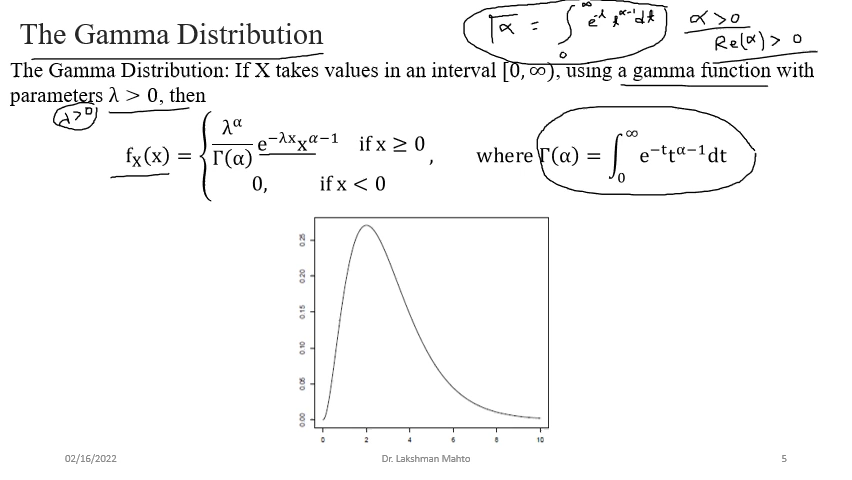 The Gamma Distribution
Γα = ∫₀^∞ e^-t t^α-1 dt
α > 0
Re(α) > 0
The Gamma Distribution: If X takes values in an interval [0, ∞), using a gamma function with
parameters λ > 0, then
λ>0
f_X(x) = { λ^α/Γ(α) e^−λx x^α−1 if x ≥ 0 , where Γ(α) = ∫₀^∞ e^−t t^α−1 dt
0, if x < 0
0.25
0.20
0.15
0.10
0.05
0.00
0 2 4 6 8 10
02/16/2022 Dr. Lakshman Mahto 5